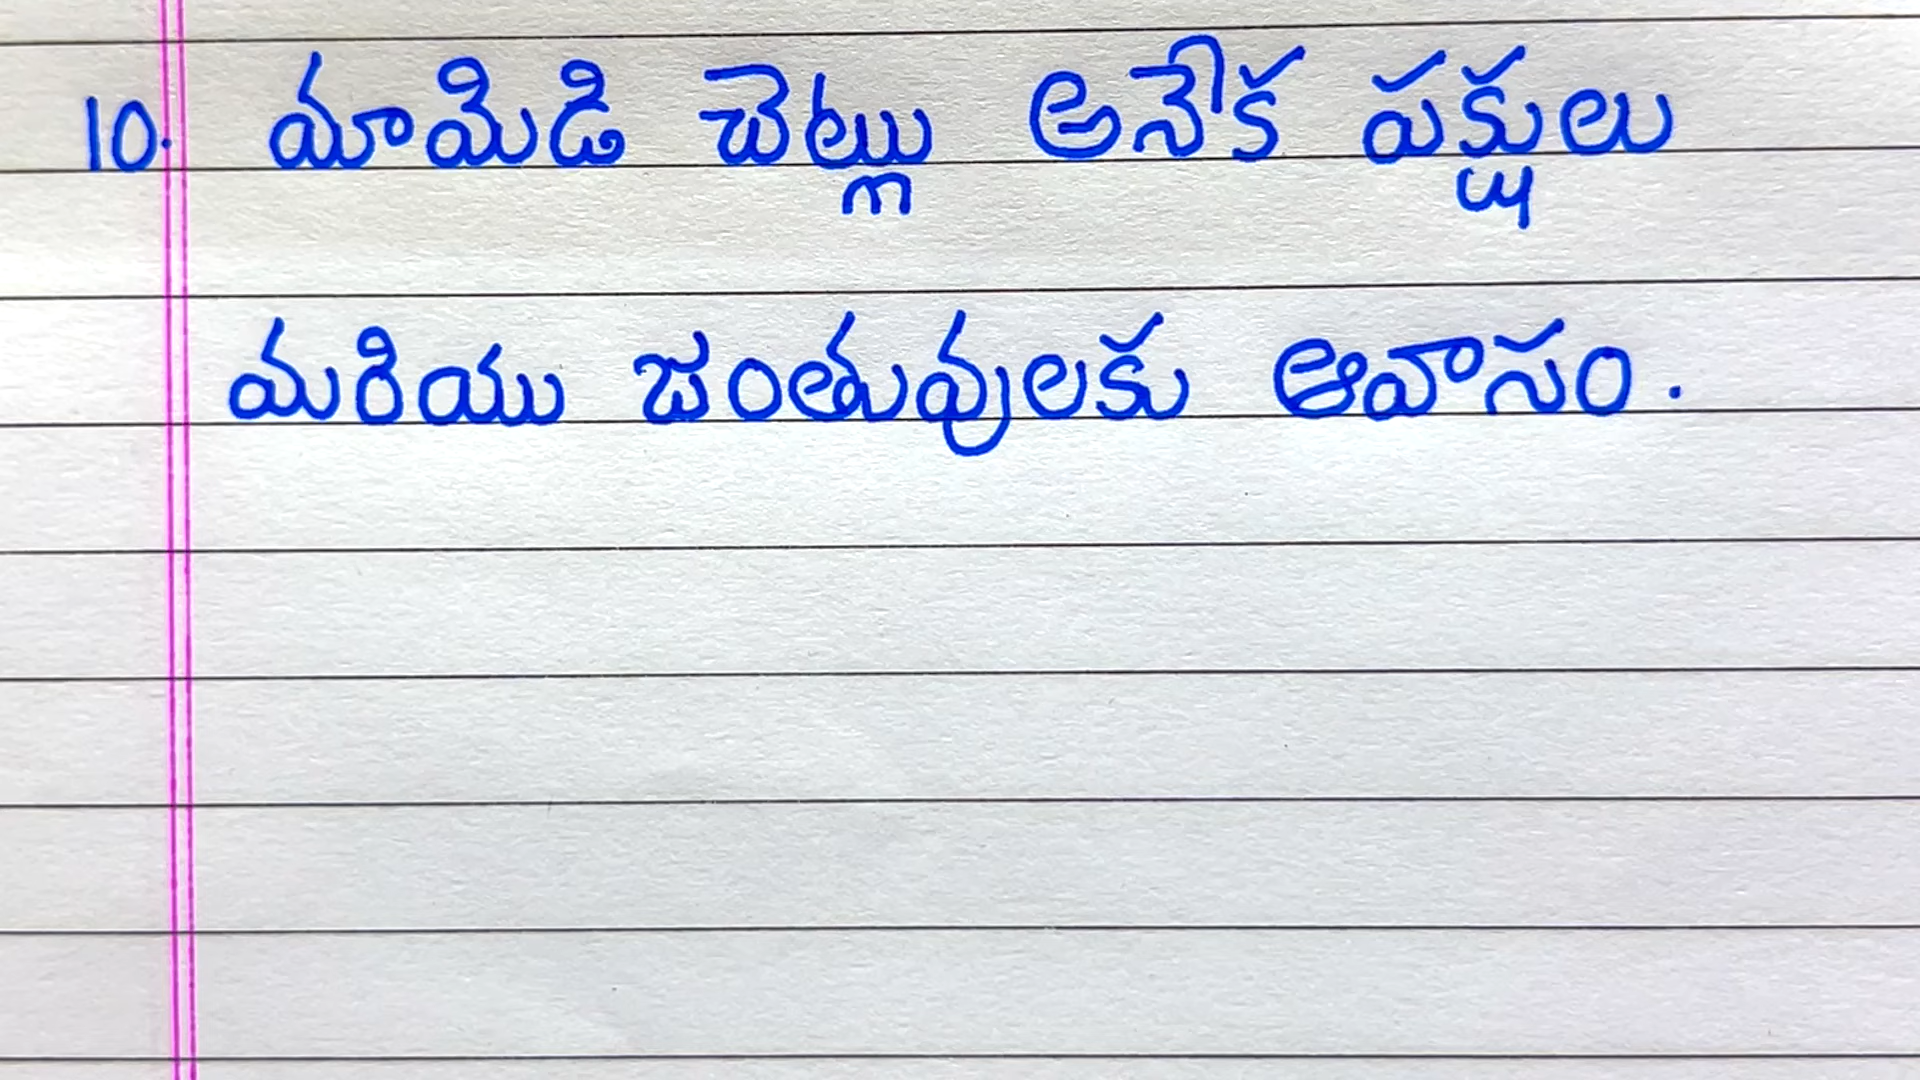 10. మామిడి చెట్లు అనేక పక్షులు
మరియు జంతువులకు ఆవాసం.